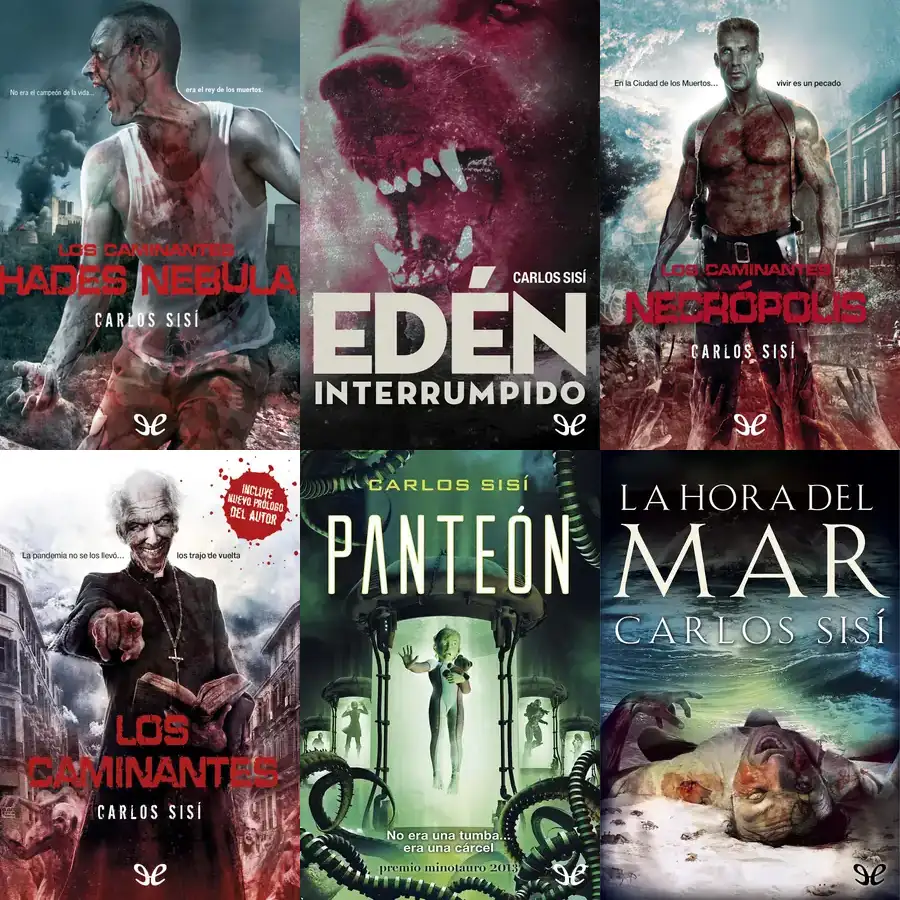 No era el campeón de la vida...
era el rey de los muertos.
LOS CAMINANTES
HADES NEBULA
CARLOS SISÍ
CARLOS SISÍ
EDÉN
INTERRUMPIDO
En la Ciudad de los Muertos...
vivir es un pecado
LOS CAMINANTES
NECRÓPOLIS
CARLOS SISÍ
INCLUYE
NUEVO PRÓLOGO
DEL AUTOR
La pandemia no se los llevó...
los trajo de vuelta
LOS
CAMINANTES
CARLOS SISÍ
CARLOS SISÍ
PANTEÓN
No era una tumba...
era una cárcel
premio minotauro 2013
LA HORA DEL
MAR
CARLOS SISÍ